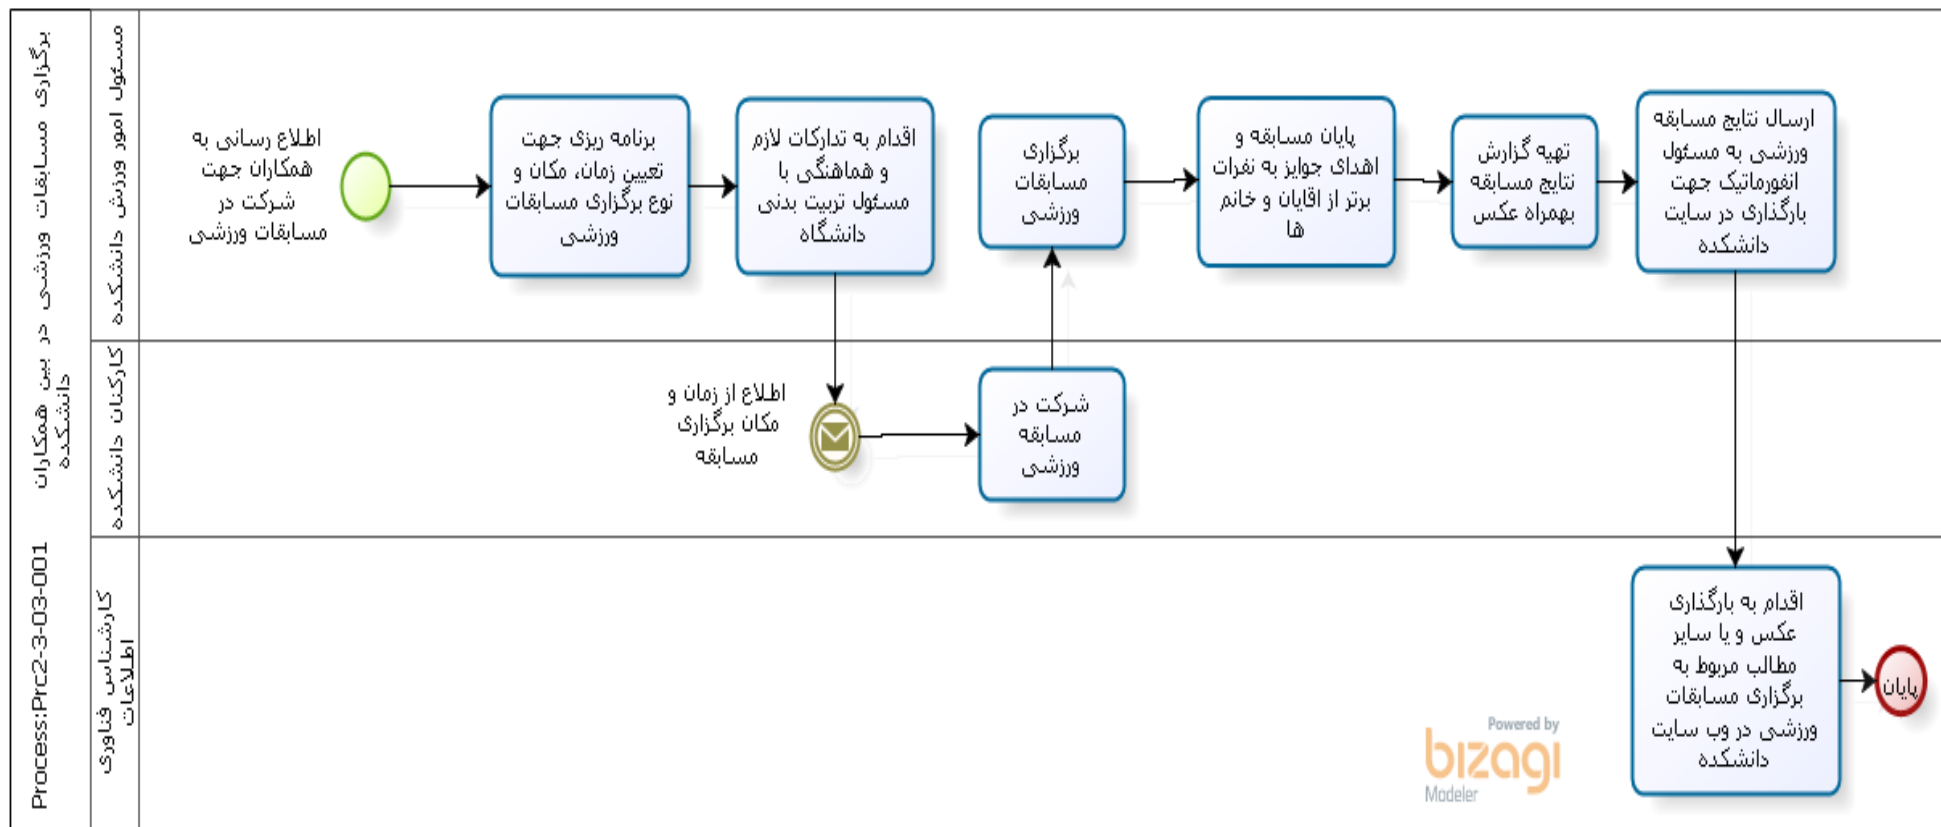 برگزاری مسابقات ورزشی در بین همکاران
دانشکده
Process:Prc2-3-03-001
مسئول امور ورزش دانشکده
اطلاع رسانی به
همکاران جهت
شرکت در
مسابقات ورزشی
برنامه ریزی جهت
تعیین زمان، مکان و
نوع برگزاری مسابقات
ورزشی
اقدام به تدارکات لازم
و هماهنگی با
مسئول تربیت بدنی
دانشگاه
برگزاری
مسابقات
ورزشی
پایان مسابقه و
اهدای جوایز به نفرات
برتر از اقایان و خانم
ها
تهیه گزارش
نتایج مسابقه
بهمراه عکس
ارسال نتایج مسابقه
ورزشی به مسئول
انفورماتیک جهت
بارگذاری در سایت
دانشکده
کارکنان دانشکده
اطلاع از زمان و
مکان برگزاری
مسابقه
شرکت در
مسابقه
ورزشی
کارشناس فناوری
اطلاعات
اقدام به بارگذاری
عکس و یا سایر
مطالب مربوط به
برگزاری مسابقات
ورزشی در وب سایت
دانشکده
پایان
Powered by
bizagi
Modeler